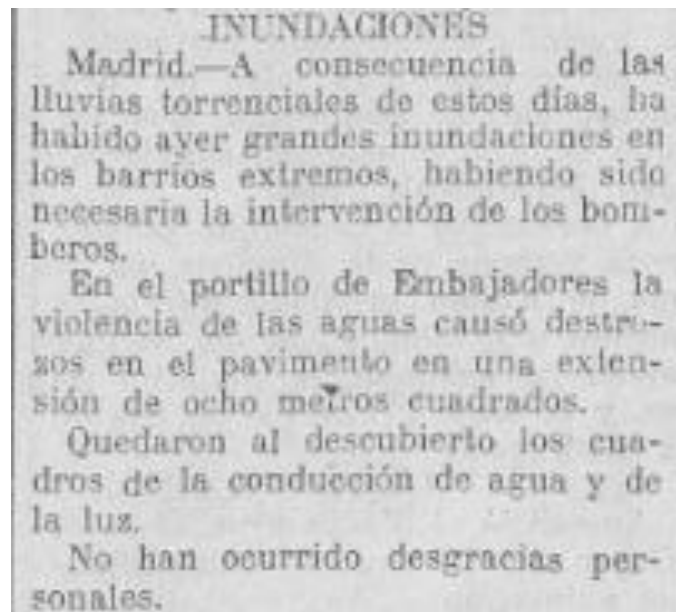 INUNDACIONES
Madrid.—A consecuencia de las
lluvias torrenciales de estos días, ha
habido ayer grandes inundaciones en
los barrios extremos, habiendo sido
necesaria la intervención de los bom-
beros.
En el portillo de Embajadores la
violencia de las aguas causó destro-
zos en el pavimento en una exten-
sión de ocho metros cuadrados.
Quedaron al descubierto los cua-
dros de la conducción de agua y de
la luz.
No han ocurrido desgracias per-
sonales.